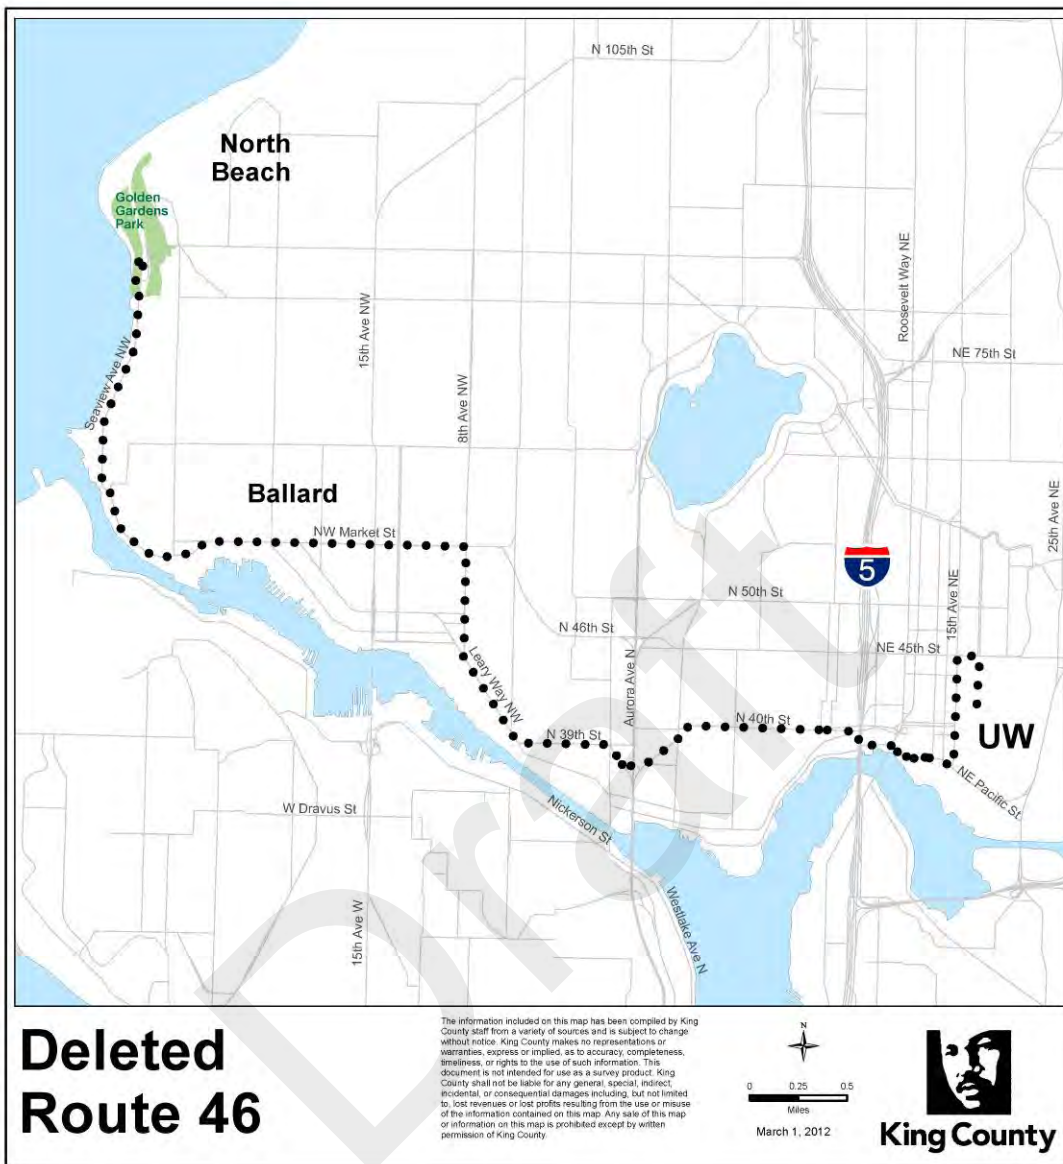 N 105th St
North
Beach
Golden
Gardens
Park
Roosevelt Way NE
15th Ave NW
NE 75th St
Seaview Ave NW
8th Ave NW
Ballard
25th Ave NE
NW Market St
5
N 50th St
15th Ave NE
N 46th St
NE 45th St
Leary Way NW
Aurora Ave N
N 40th St
N 39th St
UW
NE Pacific St
W Dravus St
Nickerson St
Westlake Ave N
15th Ave W
Draft
Deleted
Route 46
The information included on this map has been compiled by King
County staff from a variety of sources and is subject to change
without notice. King County makes no representations or
warranties, express or implied, as to accuracy, completeness,
timeliness, or rights to the use of such information. This
document is not intended for use as a survey product. King
County shall not be liable for any general, special, indirect,
incidental, or consequential damages including, but not limited
to, lost revenues or lost profits resulting from the use or misuse
of the information contained on this map. Any sale of this map
or information on this map is prohibited except by written
permission of King County.
N
0 0.25 0.5
Miles
March 1, 2012
King County